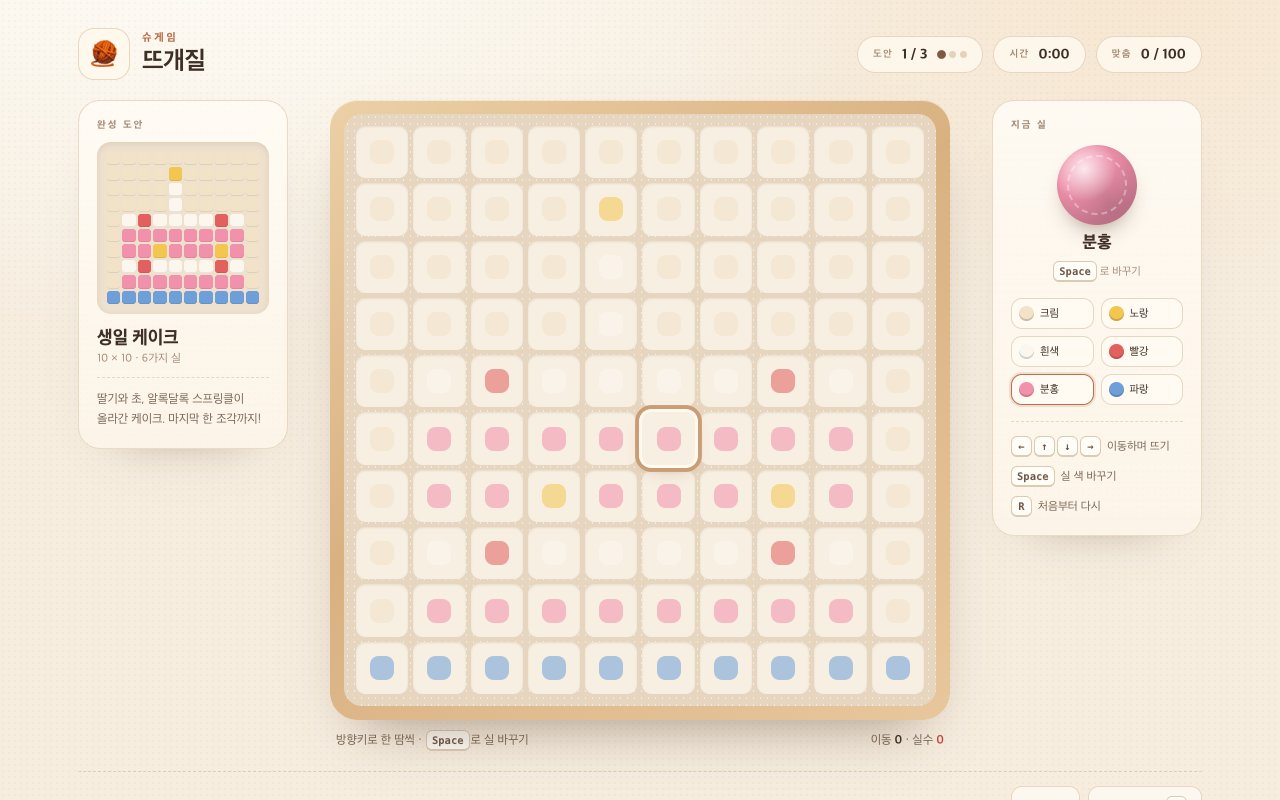 슈게임
뜨개질
도안 1 / 3
시간 0:00
맞춤 0 / 100
완성 도안
생일 케이크
10 × 10 · 6가지 실
딸기와 초, 알록달록 스프링클이
올라간 케이크. 마지막 한 조각까지!
지금 실
분홍
Space 로 바꾸기
크림
노랑
흰색
빨강
분홍
파랑
← ↑ ↓ → 이동하며 뜨기
Space 실 색 바꾸기
R 처음부터 다시
방향키로 한 땀씩 · Space 로 실 바꾸기
이동 0 · 실수 0